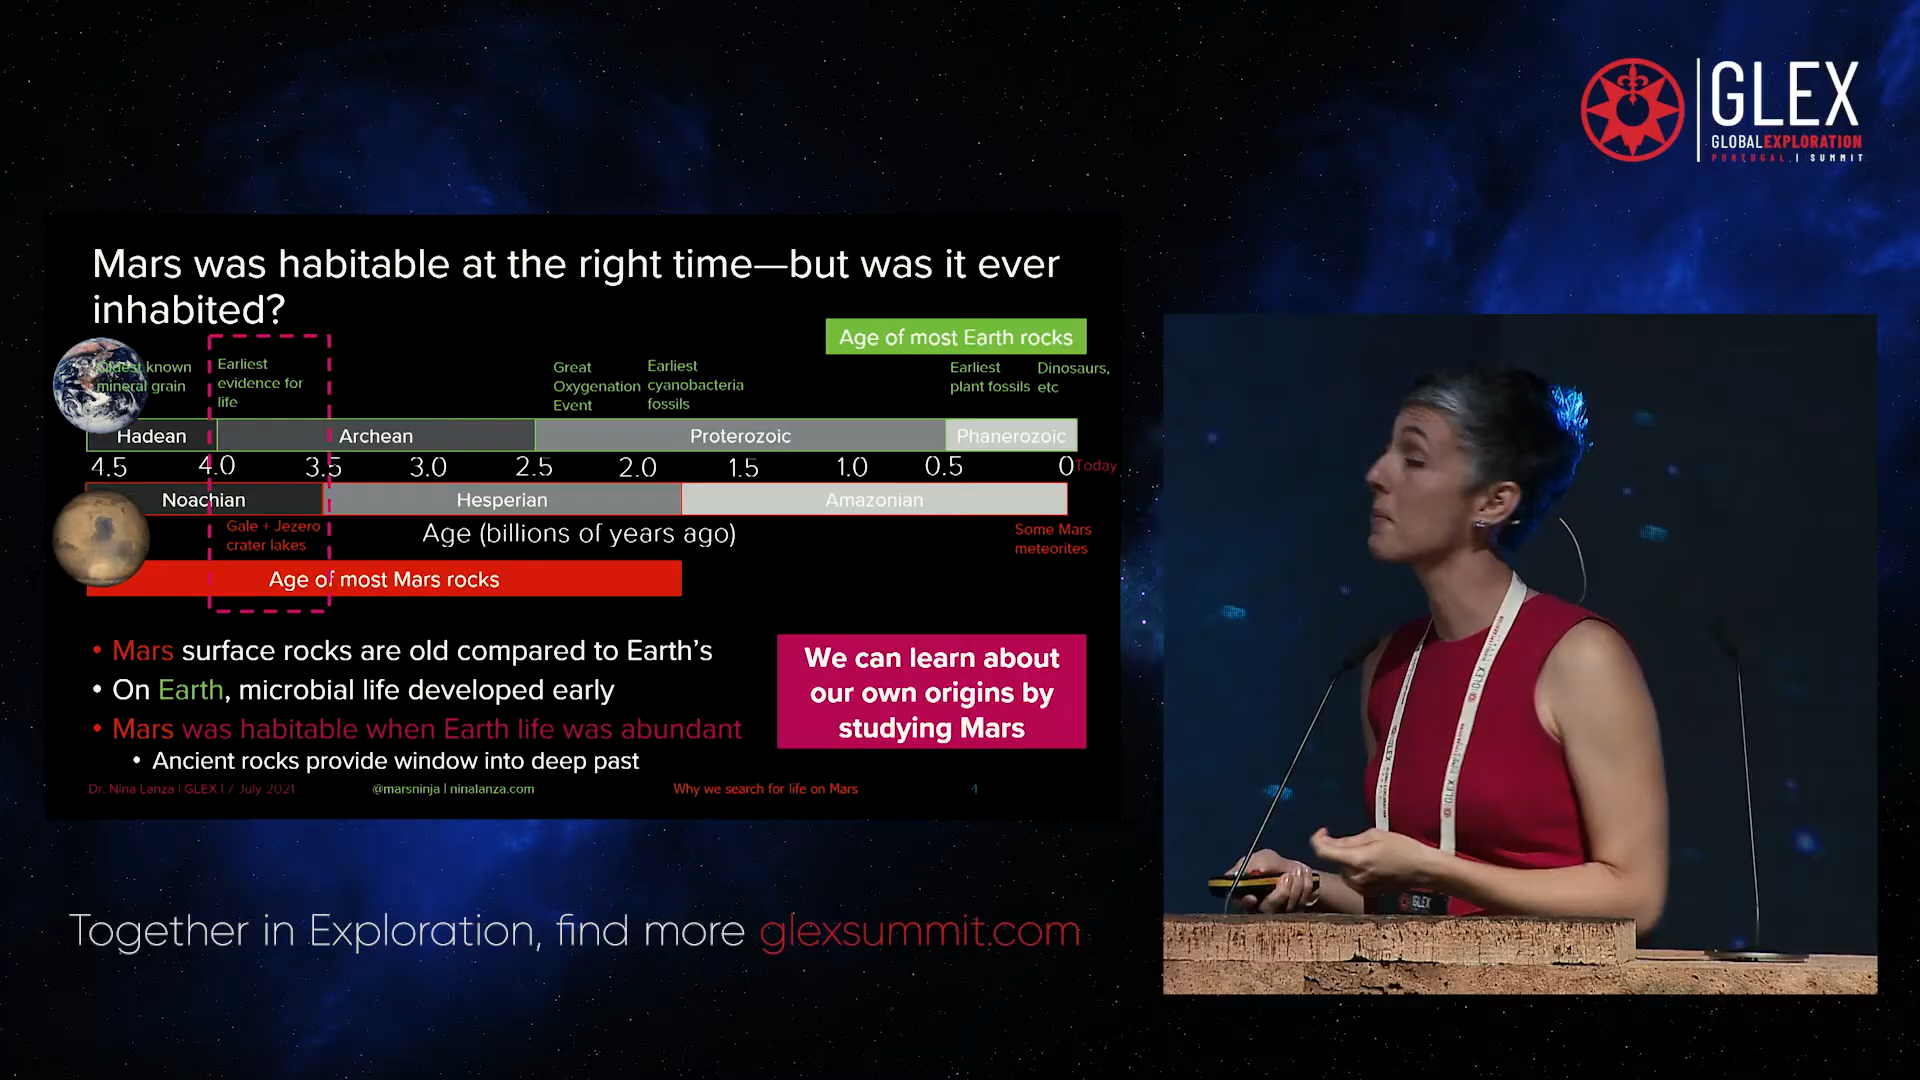 GLEX
GLOBALEXPLORATION
PORTUGAL | SUMMIT
Mars was habitable at the right time—but was it ever
inhabited?
Age of most Earth rocks
Oldest known
mineral grain
Earliest
evidence for
life
Great
Oxygenation
Event
Earliest
cyanobacteria
fossils
Earliest
plant fossils
Dinosaurs,
etc
Hadean Archean Proterozoic Phanerozoic
4.5 4.0 3.5 3.0 2.5 2.0 1.5 1.0 0.5 0 Today
Noachian Hesperian Amazonian
Gale + Jezero
crater lakes
Age (billions of years ago)
Some Mars
meteorites
Age of most Mars rocks
• Mars surface rocks are old compared to Earth's
• On Earth, microbial life developed early
• Mars was habitable when Earth life was abundant
• Ancient rocks provide window into deep past
We can learn about
our own origins by
studying Mars
Dr. Nina Lanza | GLEX | 7 July 2021 @marsninja | ninalanza.com Why we search for life on Mars 4
Together in Exploration, find more glexsummit.com
GLEX